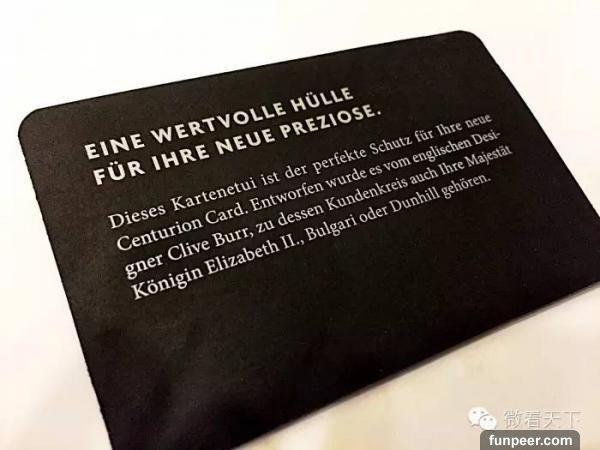 EINE WERTVOLLE HÜLLE
FÜR IHRE NEUE PREZIOSE.
Dieses Kartenetui ist der perfekte Schutz für Ihre neue
Centurion Card. Entworfen wurde es vom englischen Desi-
gner Clive Burr, zu dessen Kundenkreis auch Ihre Majestät
Königin Elizabeth II., Bulgari oder Dunhill gehören.
微看天下
funpeer.com